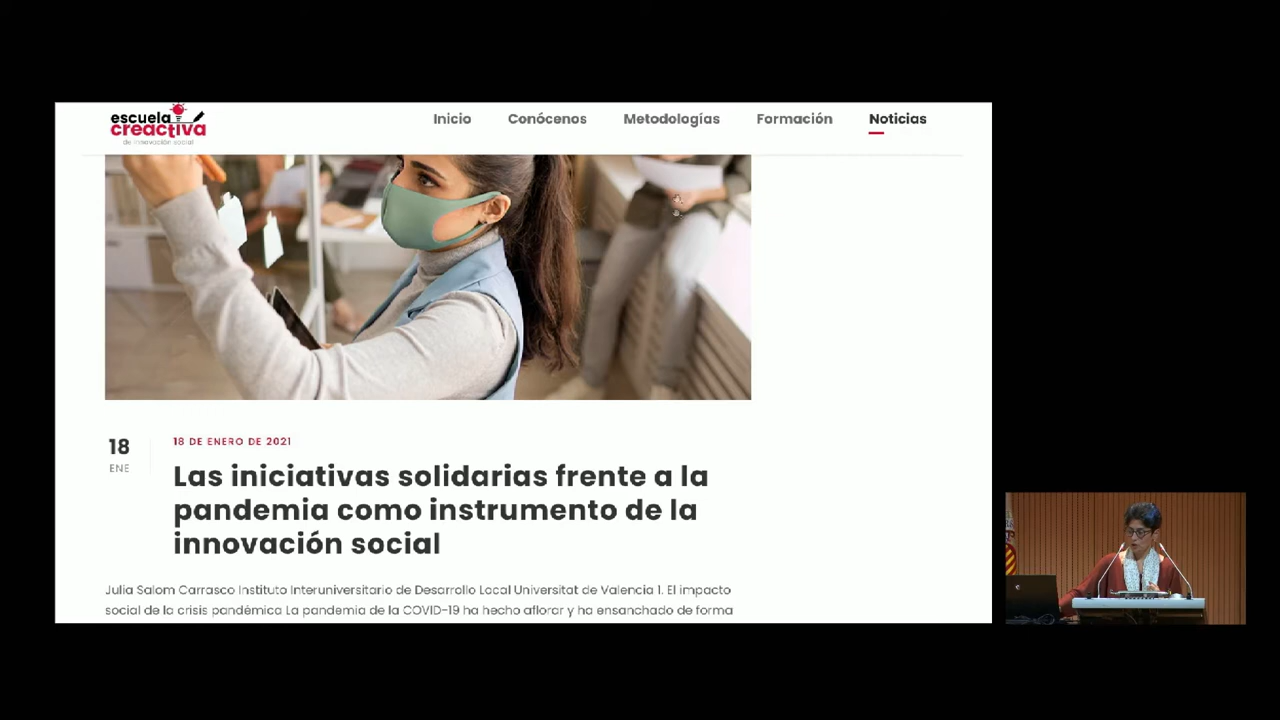 escuela
creactiva
de innovación social
Inicio Conócenos Metodologías Formación Noticias
18
ENE
18 DE ENERO DE 2021
Las iniciativas solidarias frente a la
pandemia como instrumento de la
innovación social
Julia Salom Carrasco Instituto Interuniversitario de Desarrollo Local Universitat de Valencia 1. El impacto
social de la crisis pandémica La pandemia de la COVID-19 ha hecho aflorar y ha ensanchado de forma